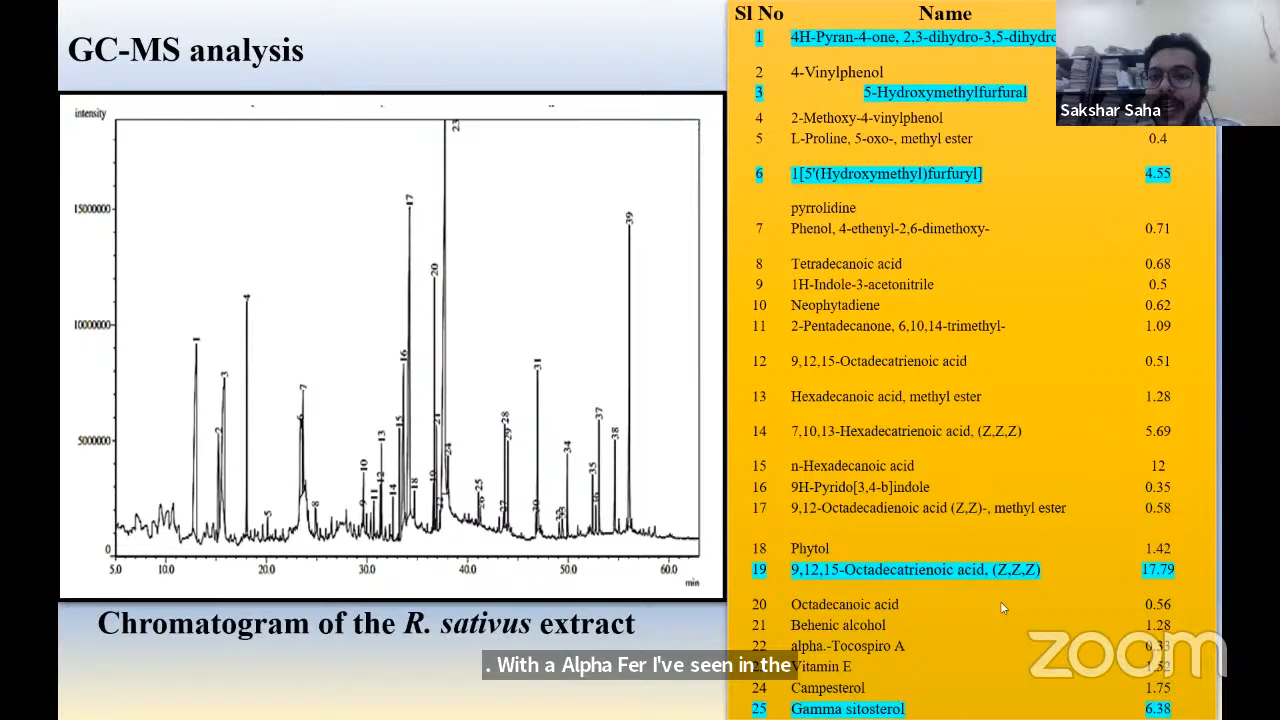 GC-MS analysis
intensity
15000000
10000000
5000000
0
5.0 10.0 20.0 30.0 40.0 50.0 60.0
min
1
2
3
4
5
6
7
8
9
10
11
12
13
14
15
16
17
18
19
20
21
23
24
25
26
27
28
29
30
31
34
35
36
37
38
39
Chromatogram of the R. sativus extract
Sl No Name
1 4H-Pyran-4-one, 2,3-dihydro-3,5-dihydro
2 4-Vinylphenol
3 5-Hydroxymethylfurfural
4 2-Methoxy-4-vinylphenol
5 L-Proline, 5-oxo-, methyl ester 0.4
6 1[5'(Hydroxymethyl)furfuryl] 4.55
pyrrolidine
7 Phenol, 4-ethenyl-2,6-dimethoxy- 0.71
8 Tetradecanoic acid 0.68
9 1H-Indole-3-acetonitrile 0.5
10 Neophytadiene 0.62
11 2-Pentadecanone, 6,10,14-trimethyl- 1.09
12 9,12,15-Octadecatrienoic acid 0.51
13 Hexadecanoic acid, methyl ester 1.28
14 7,10,13-Hexadecatrienoic acid, (Z,Z,Z) 5.69
15 n-Hexadecanoic acid 12
16 9H-Pyrido[3,4-b]indole 0.35
17 9,12-Octadecadienoic acid (Z,Z)-, methyl ester 0.58
18 Phytol 1.42
19 9,12,15-Octadecatrienoic acid, (Z,Z,Z) 17.79
20 Octadecanoic acid 0.56
21 Behenic alcohol 1.28
22 alpha.-Tocospiro A 0.33
Vitamin E 1.52
24 Campesterol 1.75
25 Gamma sitosterol 6.38
Sakshar Saha
. With a Alpha Fer I've seen in the
zoom